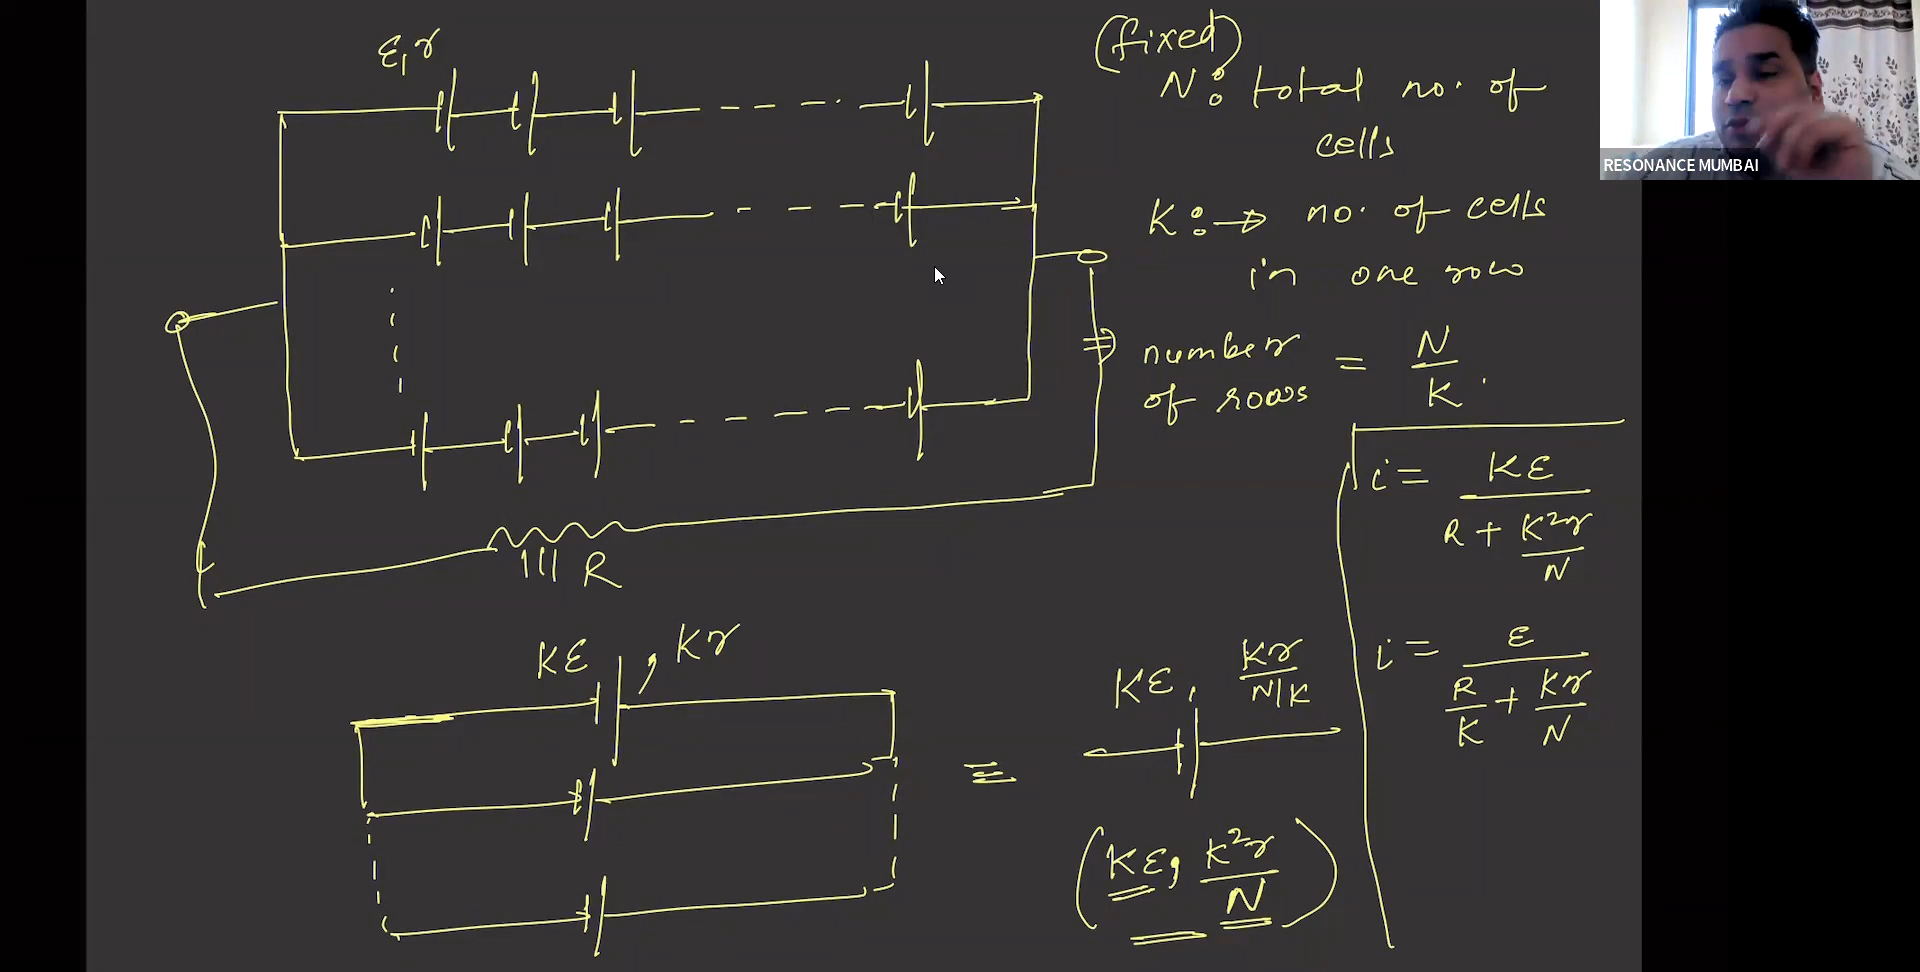 ε, r
(fixed)
N : total no. of
cells
RESONANCE MUMBAI
K : → no. of cells
in one row
number of rows = N/K.
R
i = Kε / (R + K²r/N)
i = ε / (R/K + Kr/N)
Kε, Kr
≡
Kε, Kr/(N/K)
(Kε, K²r/N)